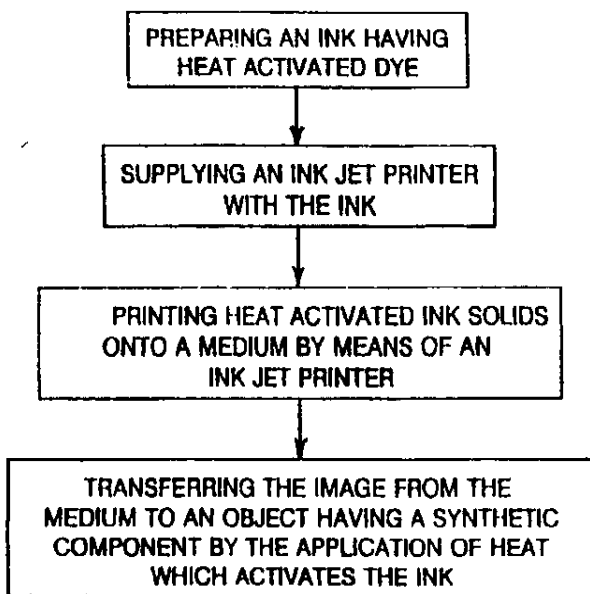 PREPARING AN INK HAVING
HEAT ACTIVATED DYE
SUPPLYING AN INK JET PRINTER
WITH THE INK
PRINTING HEAT ACTIVATED INK SOLIDS
ONTO A MEDIUM BY MEANS OF AN
INK JET PRINTER
TRANSFERRING THE IMAGE FROM THE
MEDIUM TO AN OBJECT HAVING A SYNTHETIC
COMPONENT BY THE APPLICATION OF HEAT
WHICH ACTIVATES THE INK